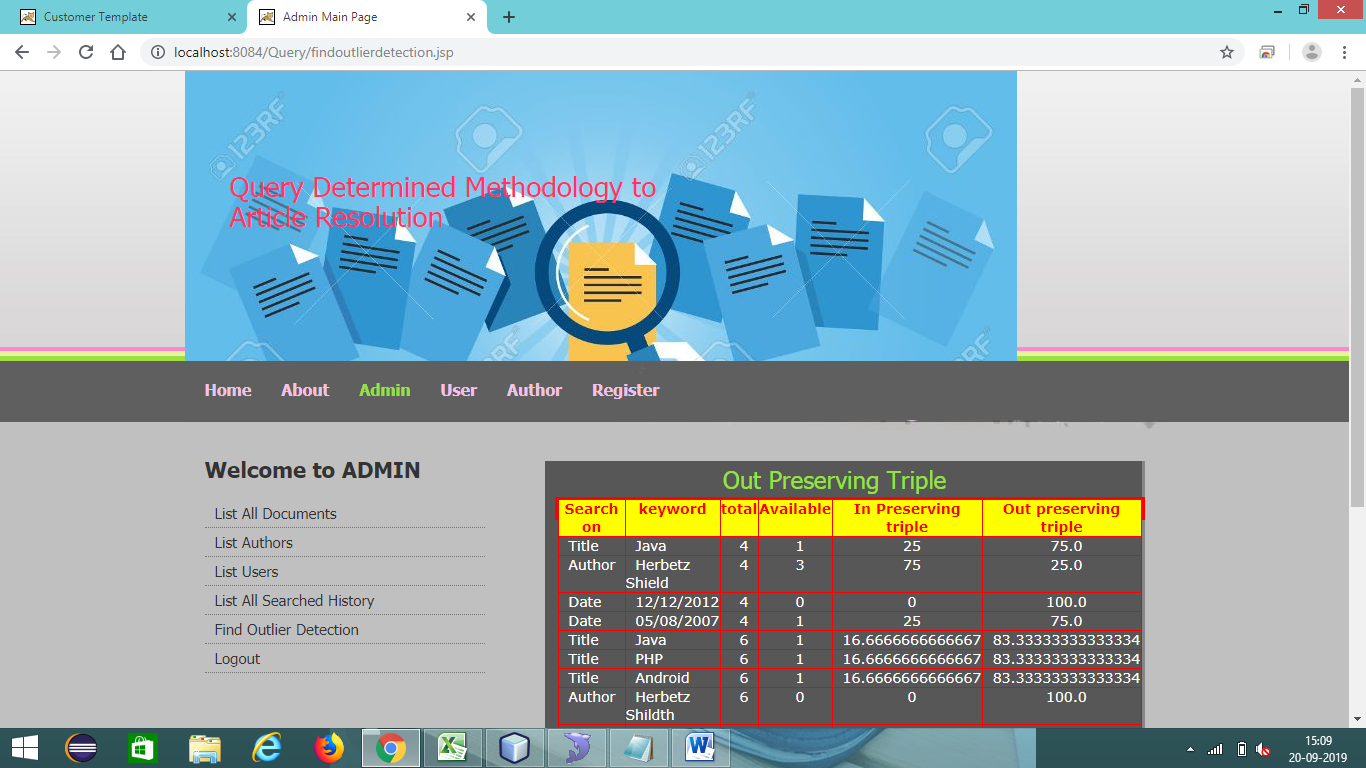 Customer Template
Admin Main Page
localhost:8084/Query/findoutlierdetection.jsp
123RF 123RF
Query Determined Methodology to
Article Resolution
123RF 123RF
Home About Admin User Author Register
Welcome to ADMIN
List All Documents
List Authors
List Users
List All Searched History
Find Outlier Detection
Logout
Out Preserving Triple
Search keyword total Available In Preserving Out preserving
on triple triple
Title Java 4 1 25 75.0
Author Herbetz 4 3 75 25.0
Shield
Date 12/12/2012 4 0 0 100.0
Date 05/08/2007 4 1 25 75.0
Title Java 6 1 16.6666666666667 83.33333333333334
Title PHP 6 1 16.6666666666667 83.33333333333334
Title Android 6 1 16.6666666666667 83.33333333333334
Author Herbetz 6 0 0 100.0
Shildth
15:09
20-09-2019